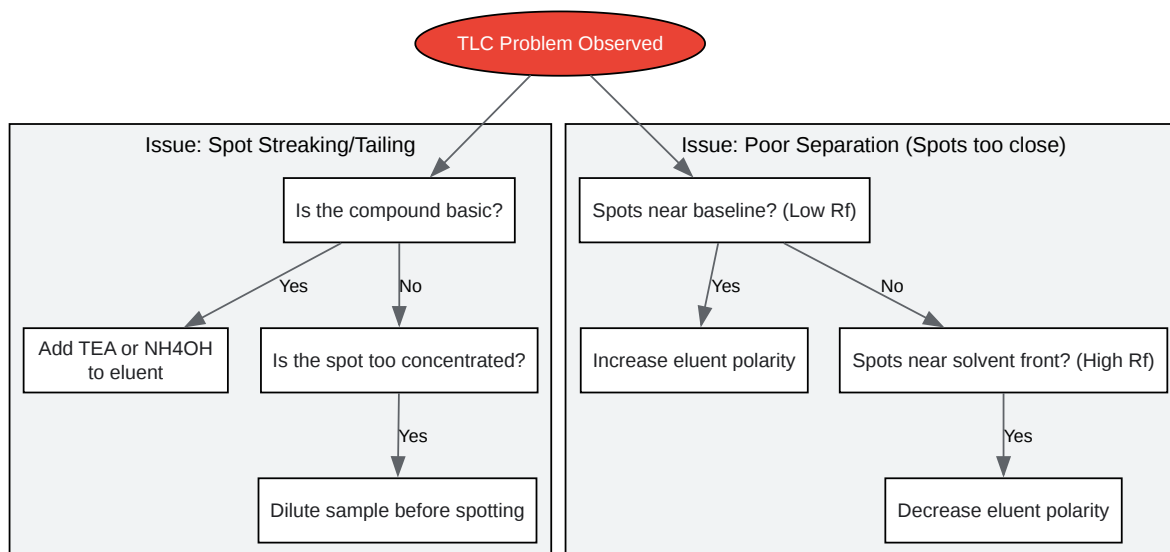 TLC Problem Observed
Issue: Spot Streaking/Tailing
Issue: Poor Separation (Spots too close)
Is the compound basic?
Spots near baseline? (Low Rf)
Yes
No
Yes
No
Add TEA or NH4OH
to eluent
Is the spot too concentrated?
Increase eluent polarity
Spots near solvent front? (High Rf)
Yes
Yes
Dilute sample before spotting
Decrease eluent polarity